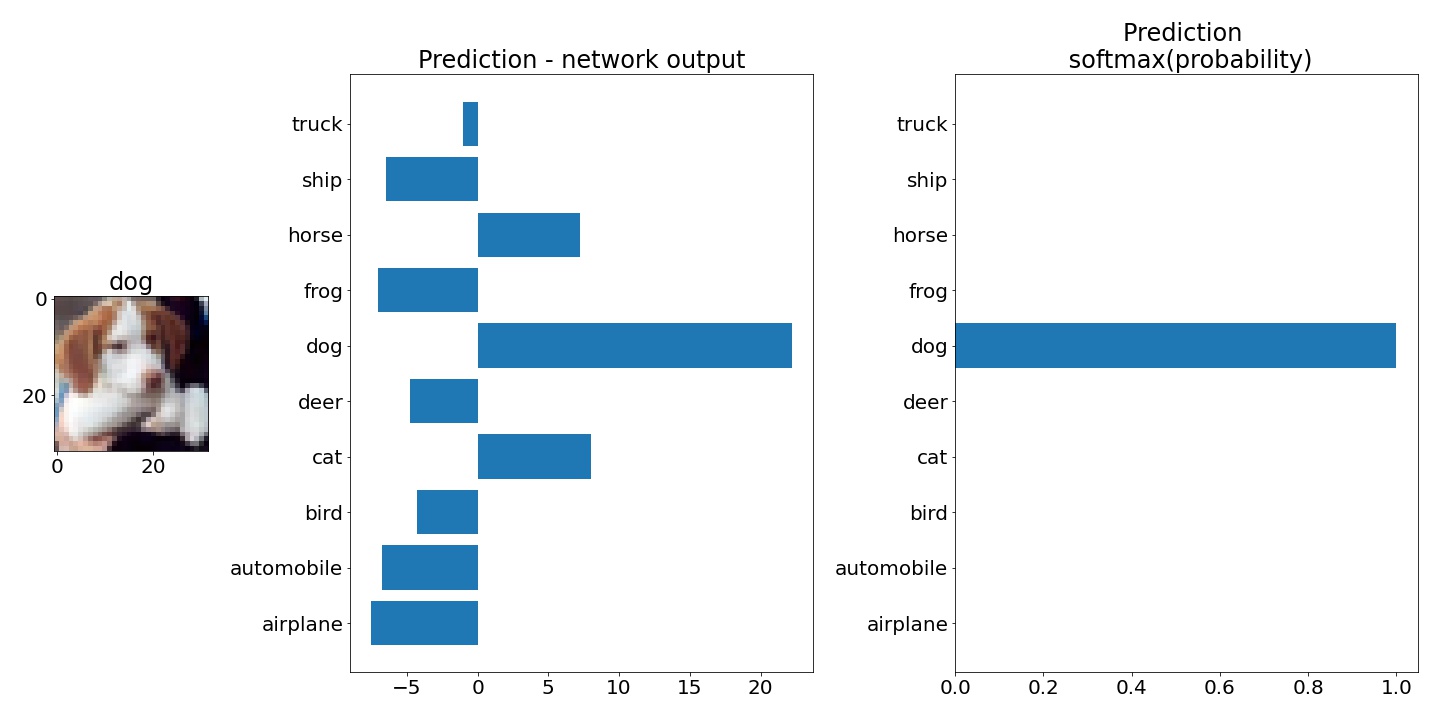 dog
0
20
0 20
Prediction - network output
truck
ship
horse
frog
dog
deer
cat
bird
automobile
airplane
−5 0 5 10 15 20
Prediction
softmax(probability)
truck
ship
horse
frog
dog
deer
cat
bird
automobile
airplane
0.0 0.2 0.4 0.6 0.8 1.0